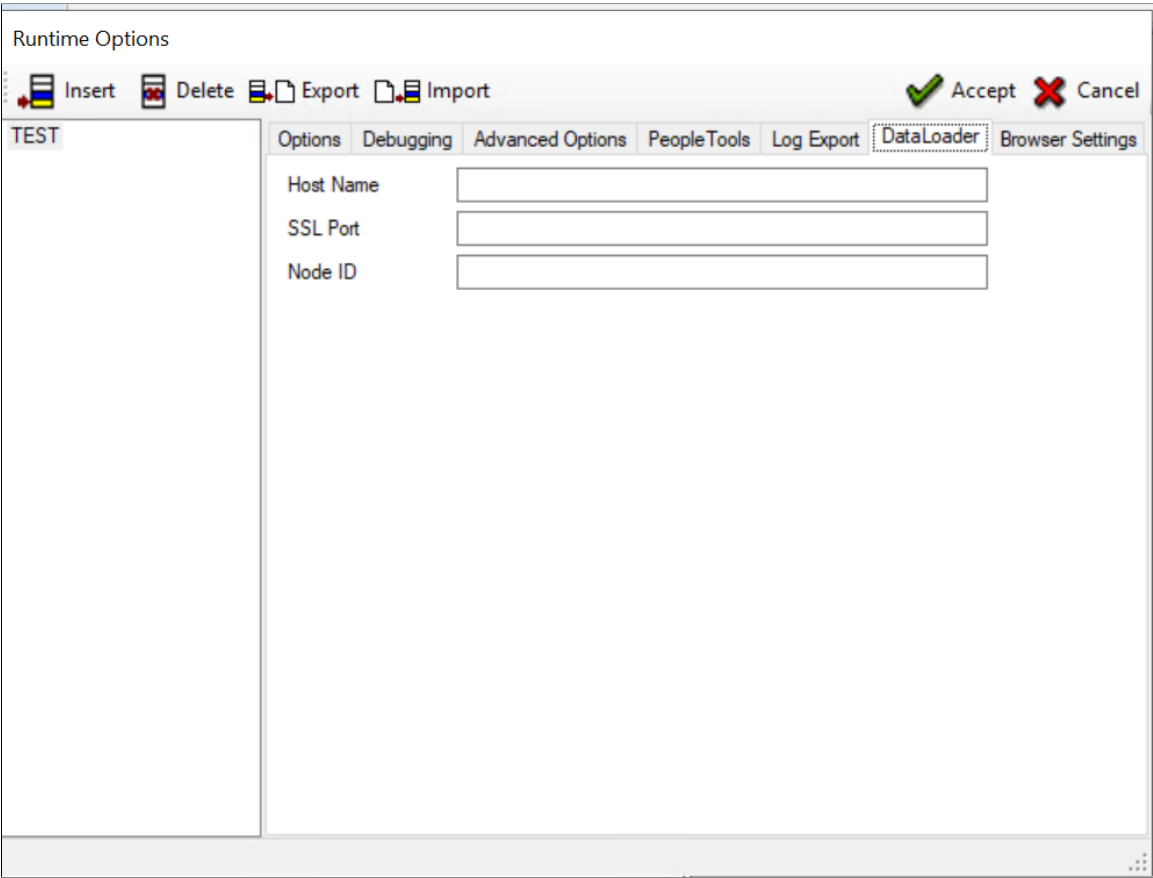 Runtime Options
Insert Delete Export Import Accept Cancel
TEST
Options Debugging Advanced Options PeopleTools Log Export DataLoader Browser Settings
Host Name
SSL Port
Node ID